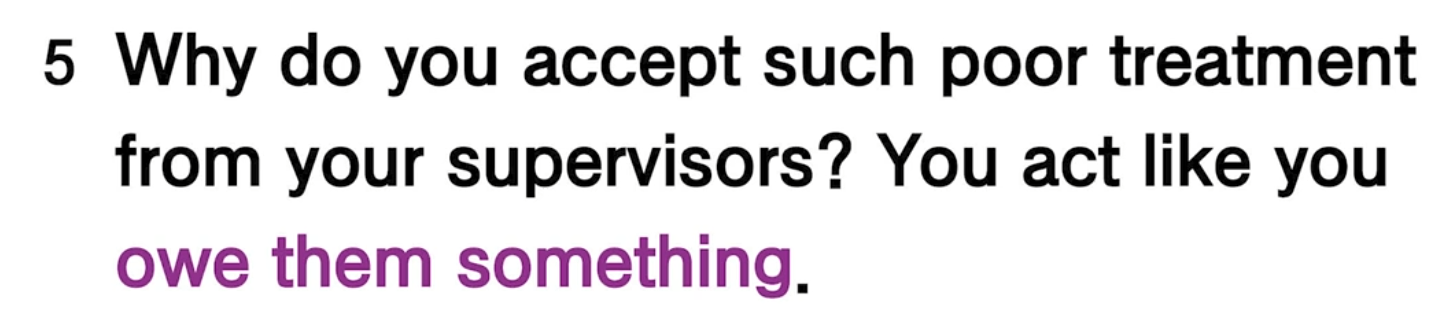 5 Why do you accept such poor treatment
from your supervisors? You act like you
owe them something.